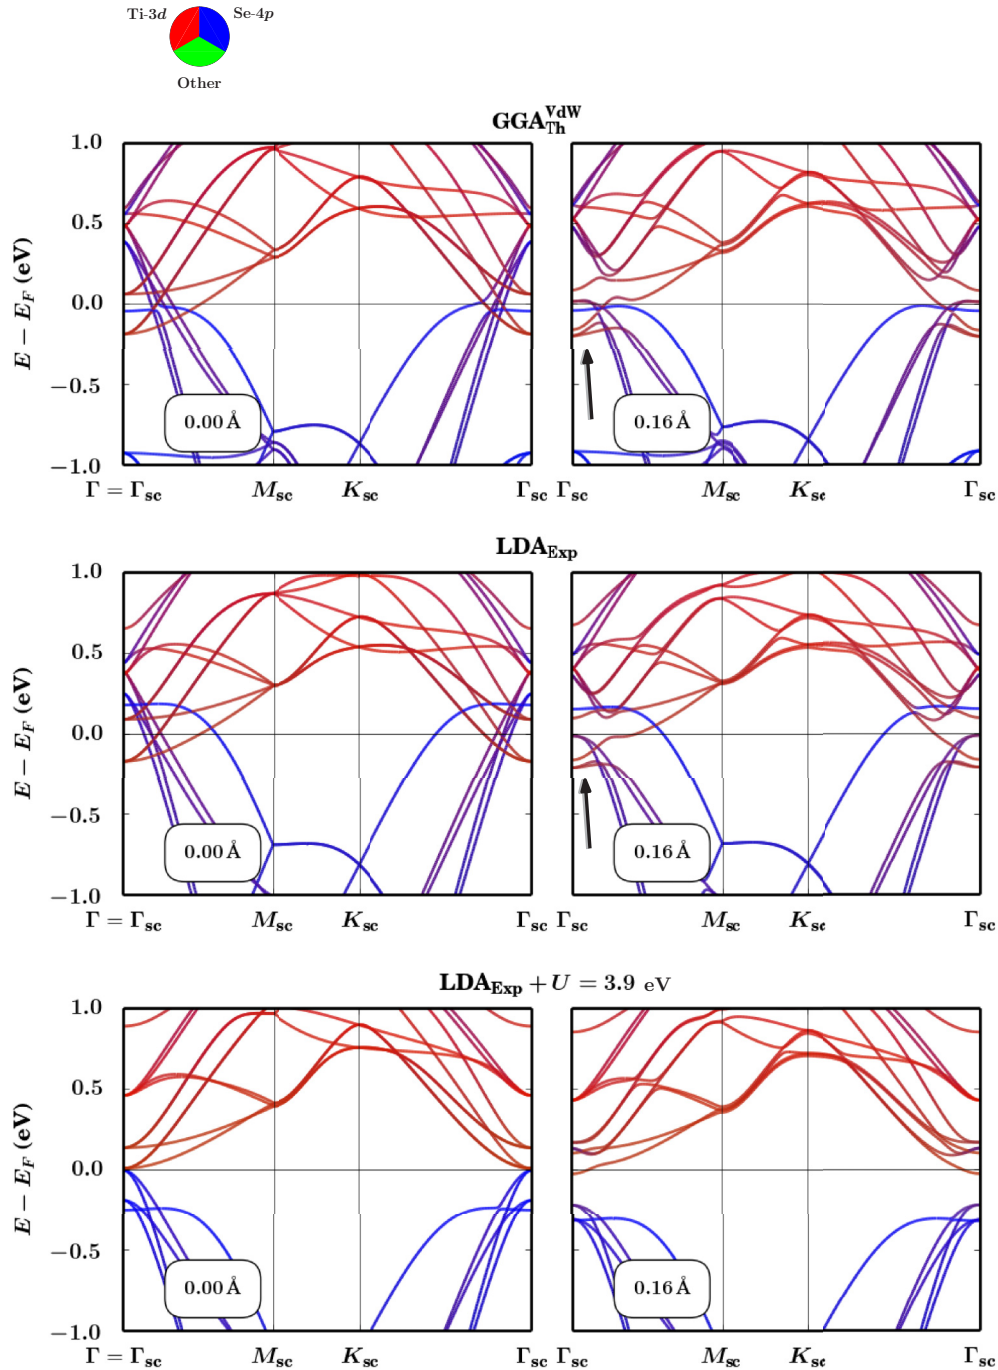 Ti-3d Se-4p
Other
GGA^VdW_Th
1.0
0.5
0.0
−0.5
−1.0
E − E_F (eV)
0.00 Å 0.16 Å
Γ = Γ_sc M_sc K_sc Γ_sc Γ_sc M_sc K_sc Γ_sc
LDA_Exp
1.0
0.5
0.0
−0.5
−1.0
E − E_F (eV)
0.00 Å 0.16 Å
Γ = Γ_sc M_sc K_sc Γ_sc Γ_sc M_sc K_sc Γ_sc
LDA_Exp + U = 3.9 eV
1.0
0.5
0.0
−0.5
−1.0
E − E_F (eV)
0.00 Å 0.16 Å
Γ = Γ_sc M_sc K_sc Γ_sc Γ_sc M_sc K_sc Γ_sc